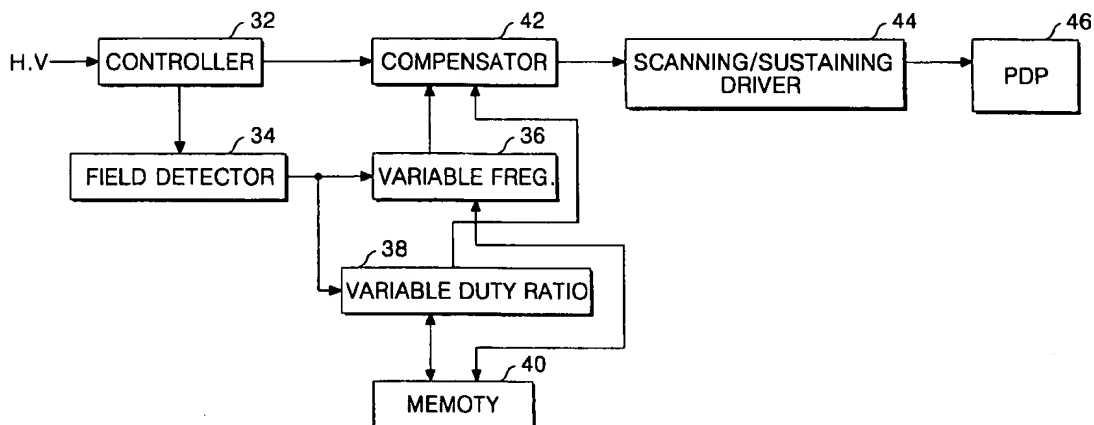 32
42
44
46
H.V
CONTROLLER
COMPENSATOR
SCANNING/SUSTAINING
DRIVER
PDP
34
36
FIELD DETECTOR
VARIABLE FREG.
38
VARIABLE DUTY RATIO
40
MEMOTY